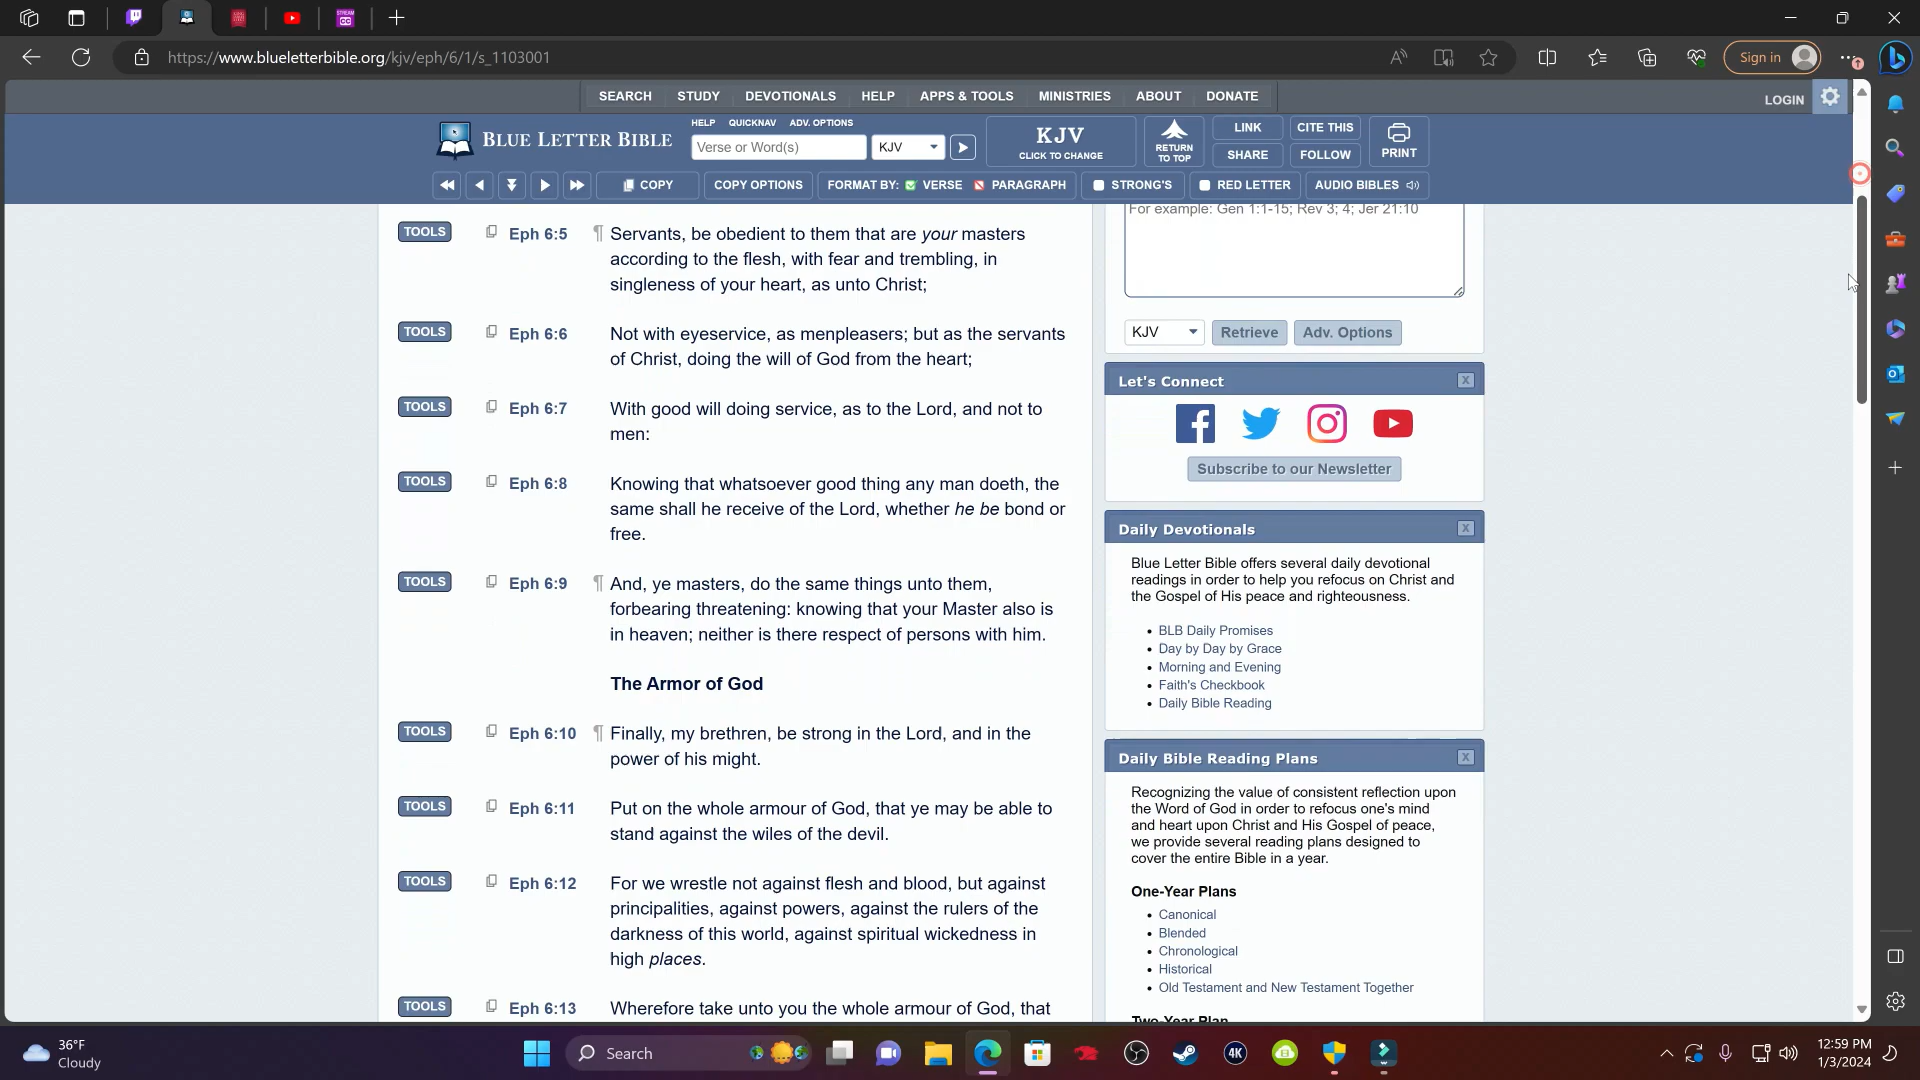 https://www.blueletterbible.org/kjv/eph/6/1/s_1103001
Sign in
SEARCH STUDY DEVOTIONALS HELP APPS & TOOLS MINISTRIES ABOUT DONATE
LOGIN
BLUE LETTER BIBLE
HELP QUICKNAV ADV. OPTIONS
Verse or Word(s)
KJV
KJV
CLICK TO CHANGE
RETURN
TO TOP
LINK
CITE THIS
SHARE
FOLLOW
PRINT
COPY
COPY OPTIONS
FORMAT BY: VERSE PARAGRAPH
STRONG'S
RED LETTER
AUDIO BIBLES
TOOLS Eph 6:5 ¶ Servants, be obedient to them that are your masters
according to the flesh, with fear and trembling, in
singleness of your heart, as unto Christ;
TOOLS Eph 6:6 Not with eyeservice, as menpleasers; but as the servants
of Christ, doing the will of God from the heart;
TOOLS Eph 6:7 With good will doing service, as to the Lord, and not to
men:
TOOLS Eph 6:8 Knowing that whatsoever good thing any man doeth, the
same shall he receive of the Lord, whether he be bond or
free.
TOOLS Eph 6:9 ¶ And, ye masters, do the same things unto them,
forbearing threatening: knowing that your Master also is
in heaven; neither is there respect of persons with him.
The Armor of God
TOOLS Eph 6:10 ¶ Finally, my brethren, be strong in the Lord, and in the
power of his might.
TOOLS Eph 6:11 Put on the whole armour of God, that ye may be able to
stand against the wiles of the devil.
TOOLS Eph 6:12 For we wrestle not against flesh and blood, but against
principalities, against powers, against the rulers of the
darkness of this world, against spiritual wickedness in
high places.
TOOLS Eph 6:13 Wherefore take unto you the whole armour of God, that
For example: Gen 1:1-15; Rev 3; 4; Jer 21:10
KJV Retrieve Adv. Options
Let's Connect
Subscribe to our Newsletter
Daily Devotionals
Blue Letter Bible offers several daily devotional
readings in order to help you refocus on Christ and
the Gospel of His peace and righteousness.
BLB Daily Promises
Day by Day by Grace
Morning and Evening
Faith's Checkbook
Daily Bible Reading
Daily Bible Reading Plans
Recognizing the value of consistent reflection upon
the Word of God in order to refocus one's mind
and heart upon Christ and His Gospel of peace,
we provide several reading plans designed to
cover the entire Bible in a year.
One-Year Plans
Canonical
Blended
Chronological
Historical
Old Testament and New Testament Together
Two-Year Plan
36°F
Cloudy
Search
4K
12:59 PM
1/3/2024